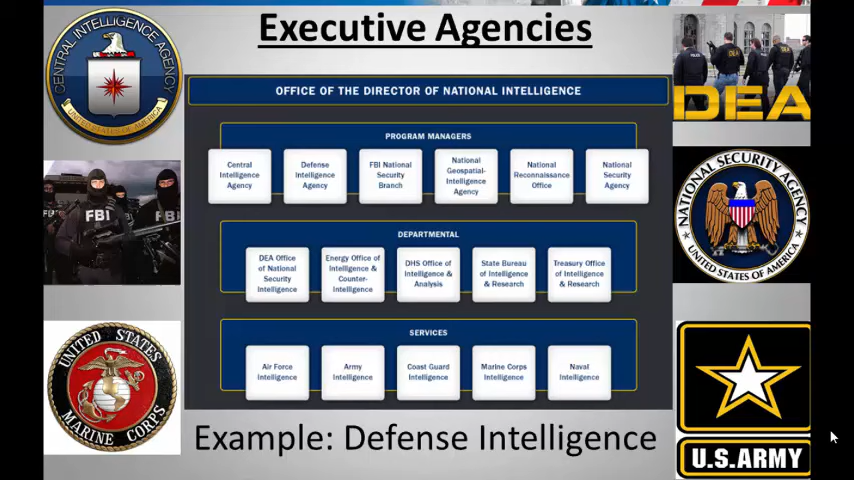 Executive Agencies
CENTRAL INTELLIGENCE AGENCY
UNITED STATES OF AMERICA
DEA
DEA
OFFICE OF THE DIRECTOR OF NATIONAL INTELLIGENCE
PROGRAM MANAGERS
Central
Intelligence
Agency
Defense
Intelligence
Agency
FBI National
Security
Branch
National
Geospatial-
Intelligence
Agency
National
Reconnaissance
Office
National
Security
Agency
FBI
FBI
NATIONAL SECURITY AGENCY
UNITED STATES OF AMERICA
DEPARTMENTAL
DEA Office
of National
Security
Intelligence
Energy Office of
Intelligence &
Counter-
Intelligence
DHS Office of
Intelligence &
Analysis
State Bureau
of Intelligence
& Research
Treasury Office
of Intelligence
& Research
SERVICES
Air Force
Intelligence
Army
Intelligence
Coast Guard
Intelligence
Marine Corps
Intelligence
Naval
Intelligence
UNITED STATES
MARINE CORPS
U.S.ARMY
Example: Defense Intelligence